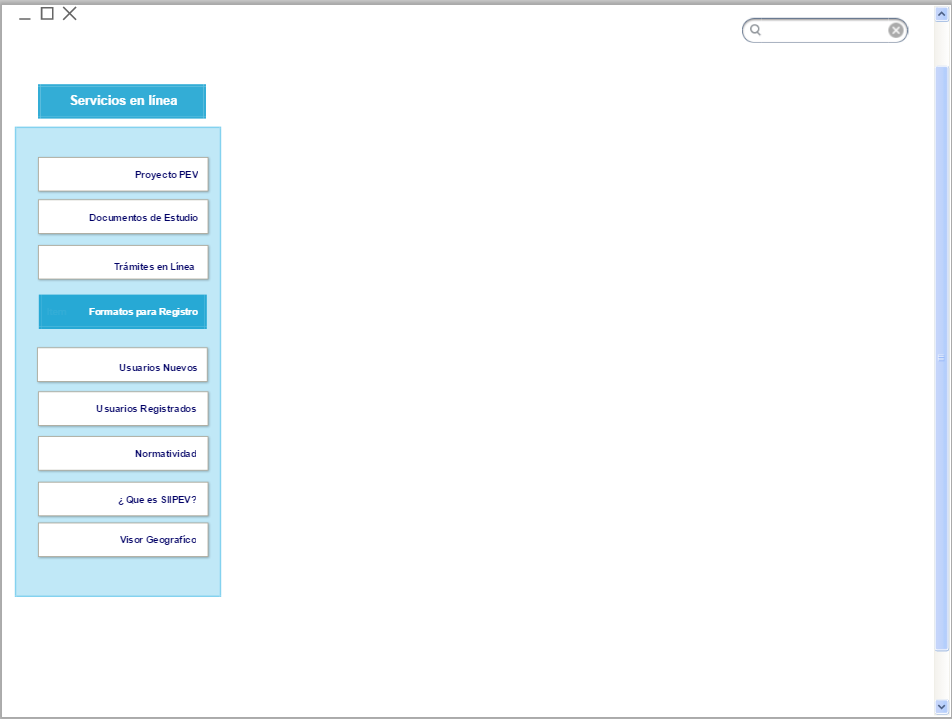 Servicios en línea
Proyecto PEV
Documentos de Estudio
Trámites en Línea
Formatos para Registro
Usuarios Nuevos
Usuarios Registrados
Normatividad
¿ Que es SIIPEV?
Visor Geografíco